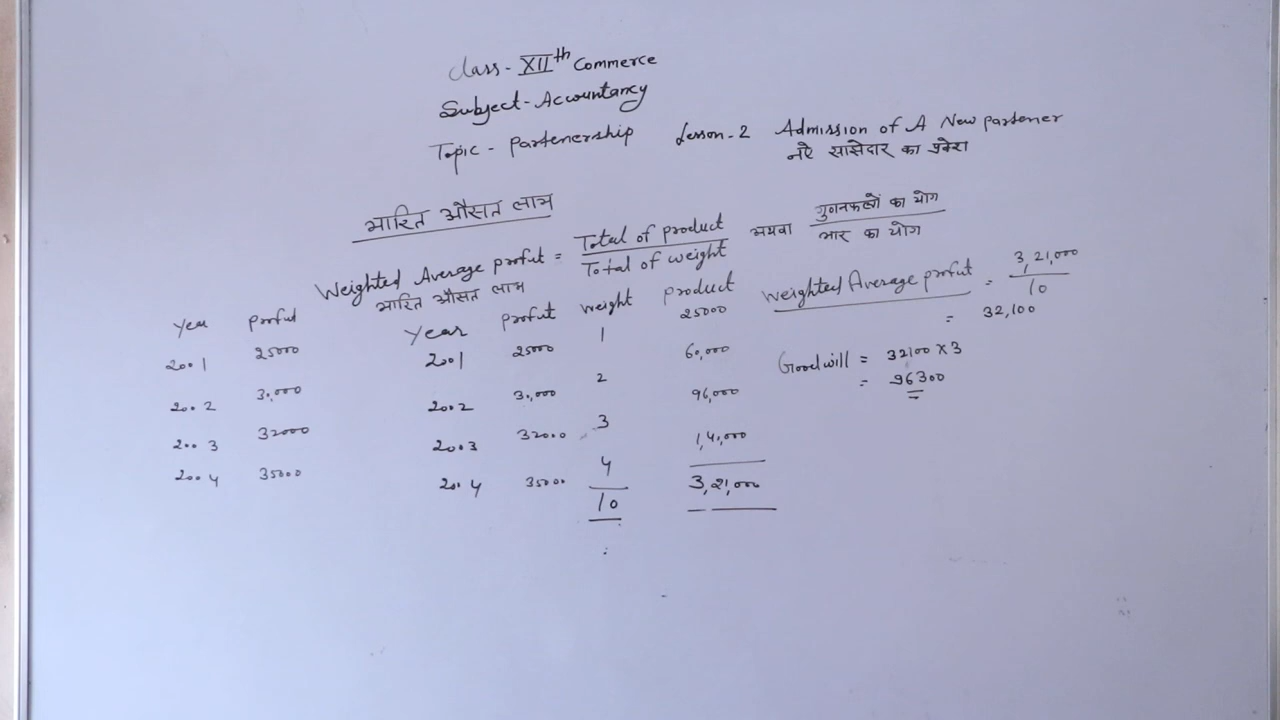 Class - XIIth Commerce
Subject - Accountancy
Topic - Partenership Lesson-2 Admission of A New Partener
नऐ साझेदार का प्रवेश
भारित औसत लाभ
Weighted Average profit = Total of product / Total of weight अथवा गुणनफलों का योग / भार का योग
भारित औसत लाभ
Year profit
2001 25000
2002 30,000
2003 32000
2004 35000
Year profit weight product
2001 25000 1 25000
2002 30,000 2 60,000
2003 32000 3 96,000
2004 35000 4 1,40,000
10 3,21,000
Weighted Average profit = 3,21,000 / 10
= 32,100
Goodwill = 32100 × 3
= 96300